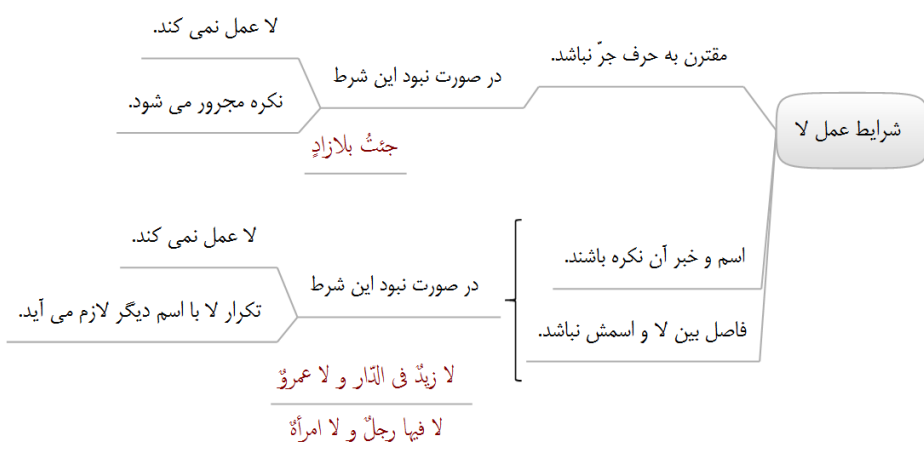 شرایط عمل لا
مقترن به حرف جرّ نباشد.
در صورت نبود این شرط
لا عمل نمی کند.
نکره مجرور می شود.
جئتُ بلازادٍ
اسم و خبر آن نکره باشند.
فاصل بین لا و اسمش نباشد.
در صورت نبود این شرط
لا عمل نمی کند.
تکرار لا با اسم دیگر لازم می آید.
لا زیدٌ فی الدّار و لا عمروٌ
لا فیها رجلٌ و لا امرأةٌ